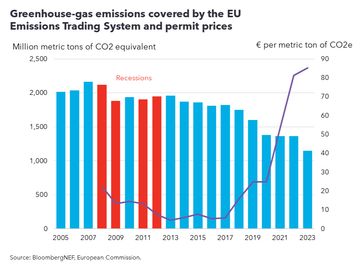 Greenhouse-gas emissions covered by the EU
Emissions Trading System and permit prices
Million metric tons of CO2 equivalent
€ per metric ton of CO2e
2,500
2,000
1,500
1,000
500
0
90
80
70
60
50
40
30
20
10
0
Recessions
2005 2007 2009 2011 2013 2015 2017 2019 2021 2023
Source: BloombergNEF, European Commission.